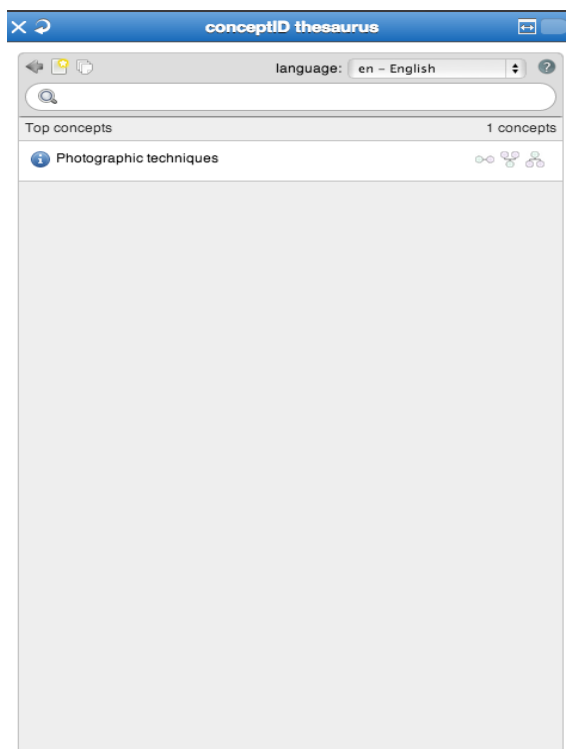 conceptID thesaurus
language: en – English
Top concepts 1 concepts
Photographic techniques